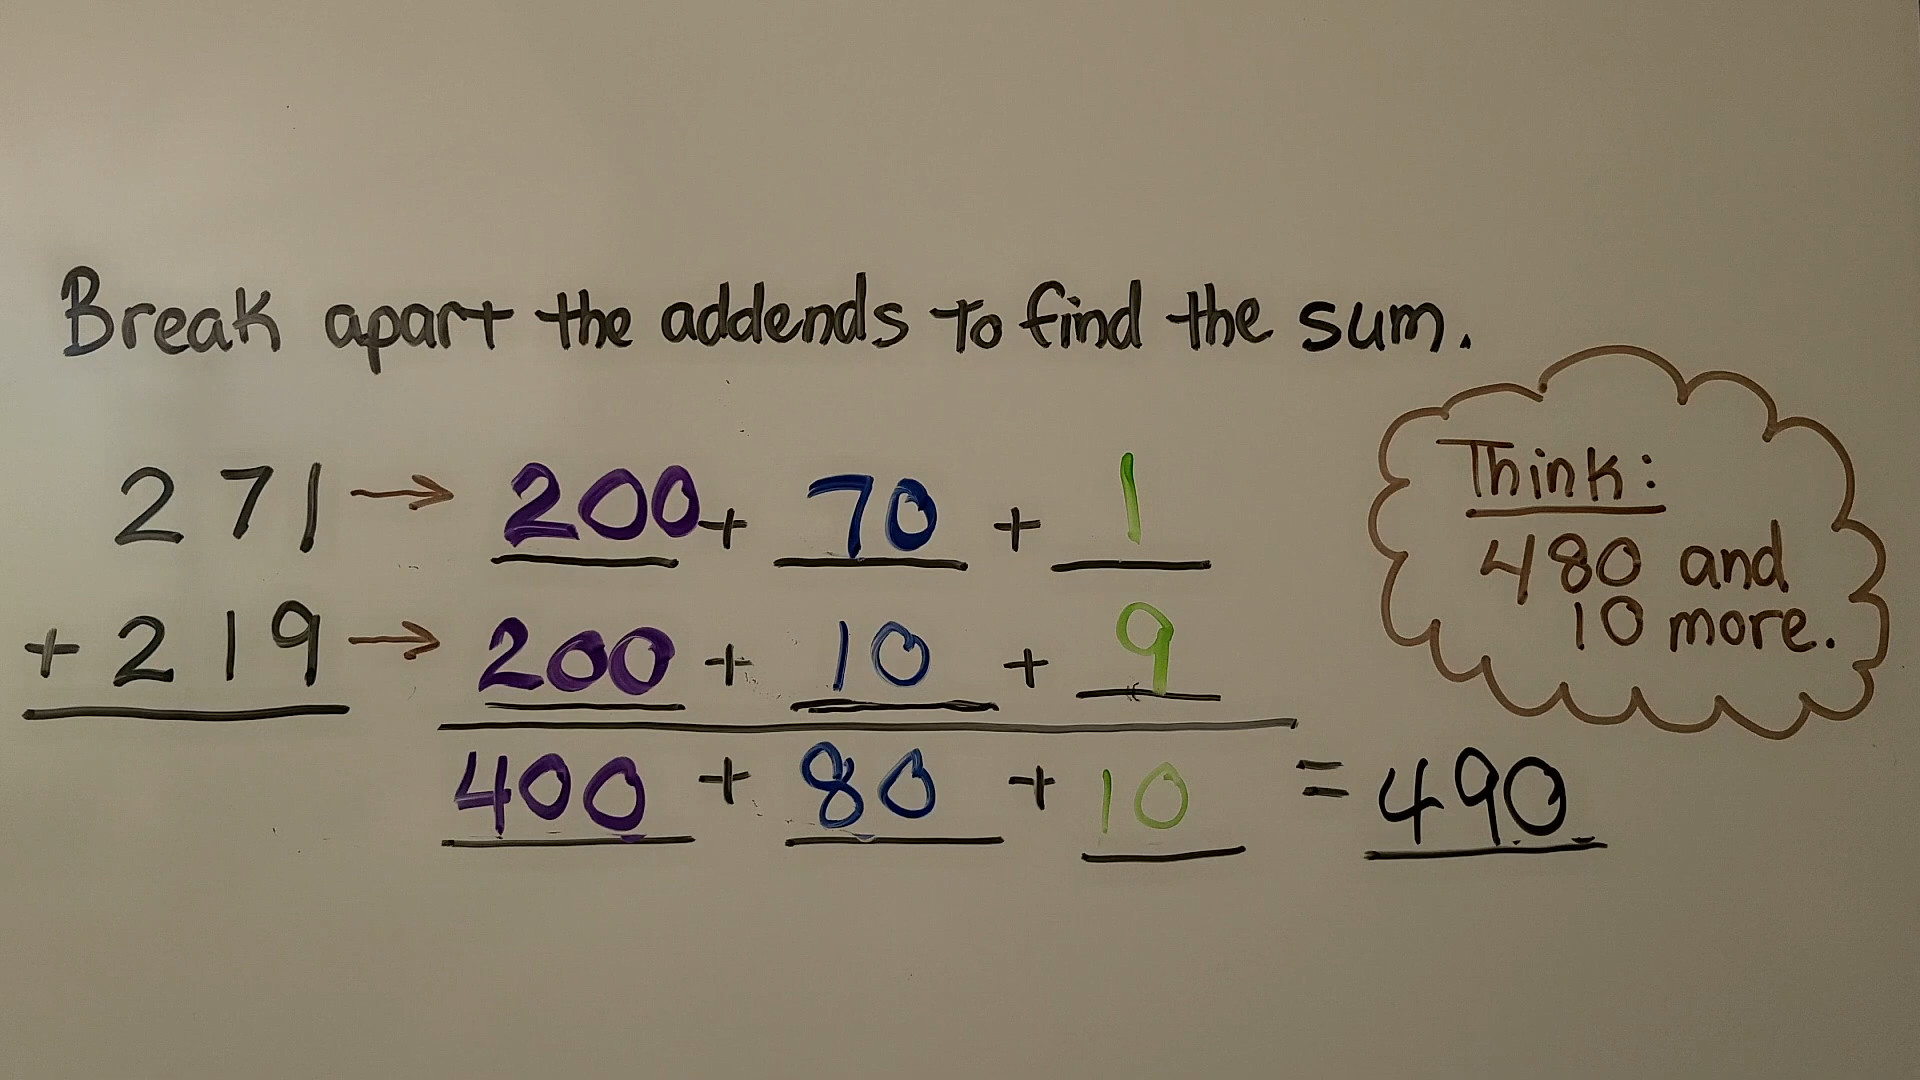 Break apart the addends to find the sum.
271 → 200 + 70 + 1
+ 219 → 200 + 10 + 9
400 + 80 + 10 = 490
Think:
480 and
10 more.